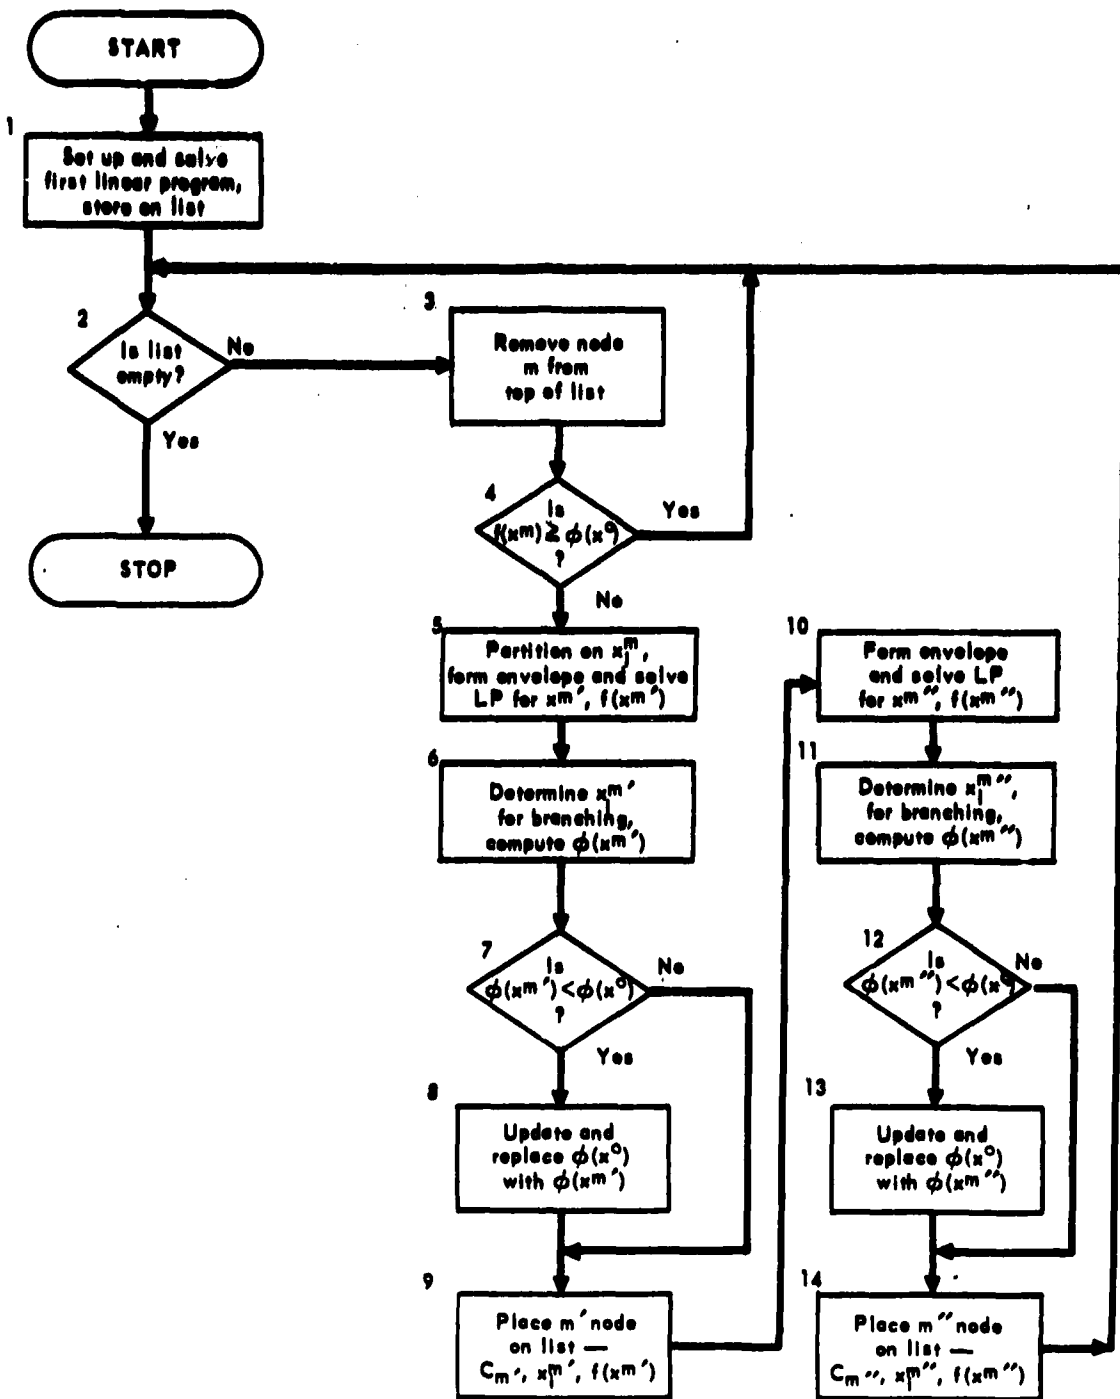 START
1
Set up and solve
first linear program,
store on list
2
Is list
empty?
No
Yes
STOP
3
Remove node
m from
top of list
4
Is
f(x^m) ≥ ϕ(x^o)
?
Yes
No
5
Partition on x_j^m,
form envelope and solve
LP for x^m′, f(x^m′)
6
Determine x_j^m′
for branching,
compute ϕ(x^m′)
7
Is
ϕ(x^m′) < ϕ(x^o)
?
No
Yes
8
Update and
replace ϕ(x^o)
with ϕ(x^m′)
9
Place m′ node
on list —
C_m′, x_j^m′, f(x^m′)
10
Form envelope
and solve LP
for x^m″, f(x^m″)
11
Determine x_j^m″,
for branching,
compute ϕ(x^m″)
12
Is
ϕ(x^m″) < ϕ(x^o)
?
No
Yes
13
Update and
replace ϕ(x^o)
with ϕ(x^m″)
14
Place m″ node
on list —
C_m″, x_j^m″, f(x^m″)